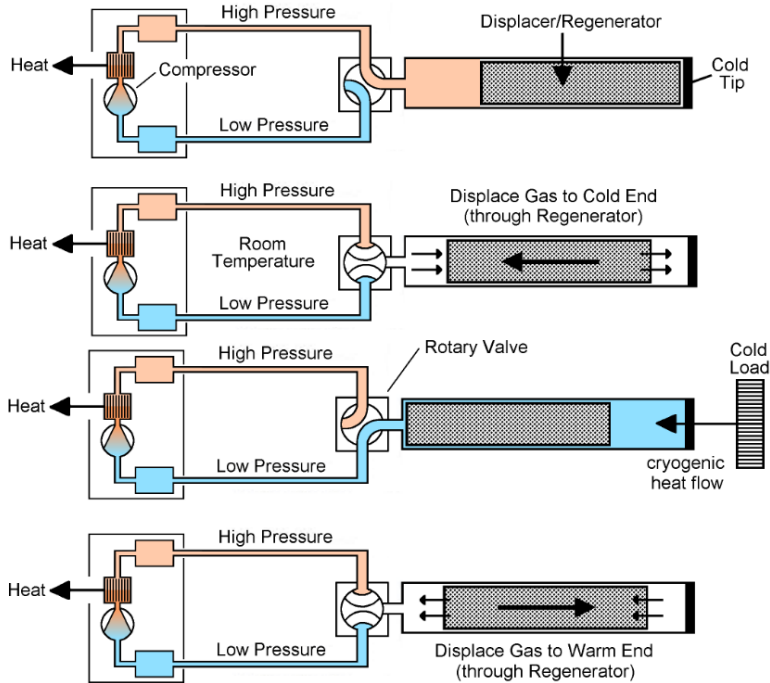 High Pressure
Displacer/Regenerator
Heat
Compressor
Cold
Tip
Low Pressure
High Pressure
Displace Gas to Cold End
(through Regenerator)
Heat
Room
Temperature
Low Pressure
High Pressure
Rotary Valve
Cold
Load
Heat
Low Pressure
cryogenic
heat flow
High Pressure
Heat
Low Pressure
Displace Gas to Warm End
(through Regenerator)